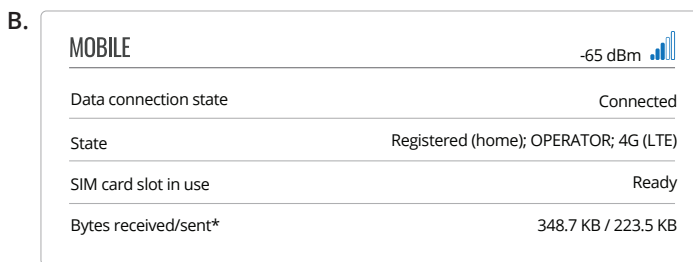 B.
MOBILE -65 dBm
Data connection state Connected
State Registered (home); OPERATOR; 4G (LTE)
SIM card slot in use Ready
Bytes received/sent* 348.7 KB / 223.5 KB